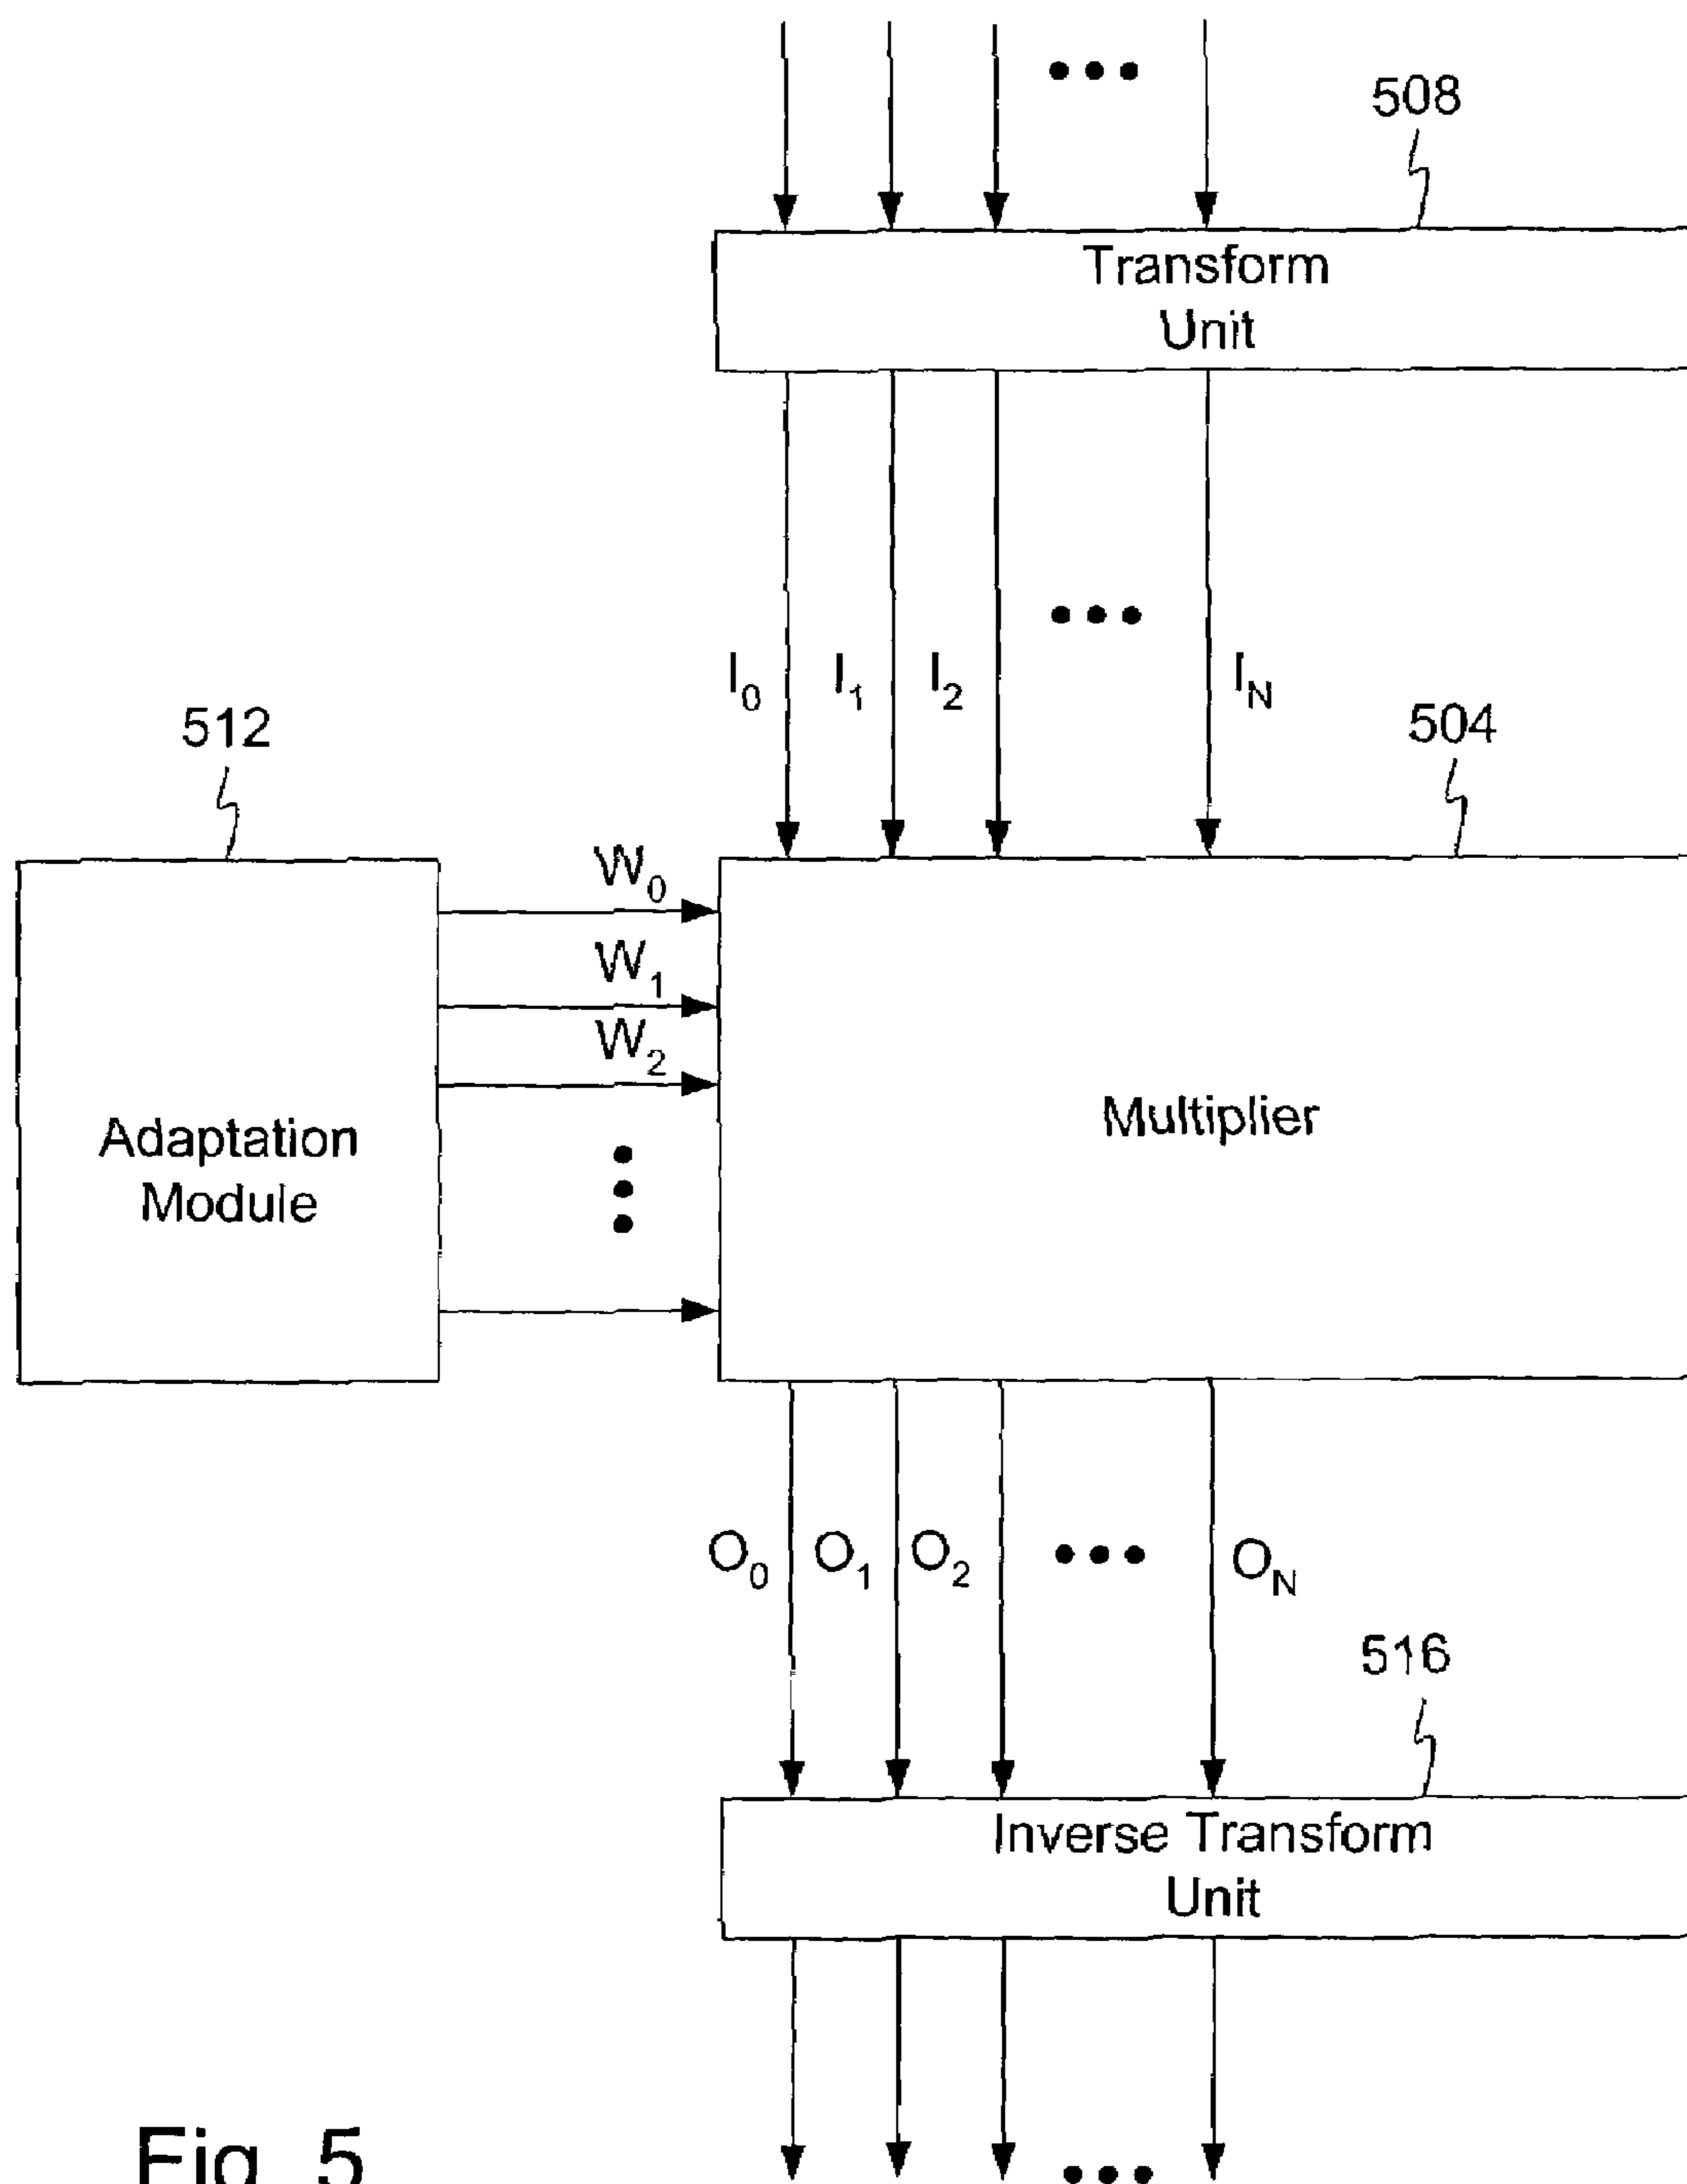 508
Transform
Unit
I0 I1 I2 IN
512
504
W0
W1
W2
Adaptation
Module
Multiplier
O0 O1 O2 ON
516
Inverse Transform
Unit
Fig. 5